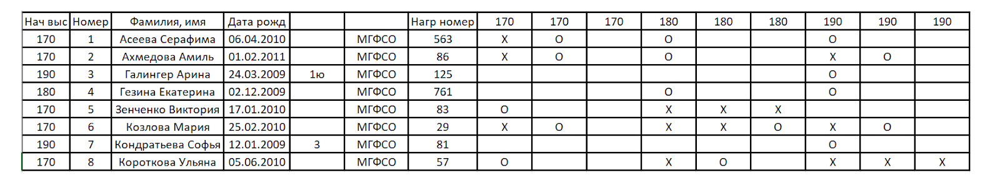 Нач выс Номер Фамилия, имя Дата рожд Нагр номер 170 170 170 180 180 180 190 190 190
170 1 Асеева Серафима 06.04.2010 МГФСО 563 X O O O
170 2 Ахмедова Амиль 01.02.2011 МГФСО 86 X O O X O
190 3 Галингер Арина 24.03.2009 1ю МГФСО 125 O
180 4 Гезина Екатерина 02.12.2009 МГФСО 761 O O
170 5 Зенченко Виктория 17.01.2010 МГФСО 83 O X X X
170 6 Козлова Мария 25.02.2010 МГФСО 29 X O X X O X O
190 7 Кондратьева Софья 12.01.2009 3 МГФСО 81 O
170 8 Короткова Ульяна 05.06.2010 МГФСО 57 O X O X X X